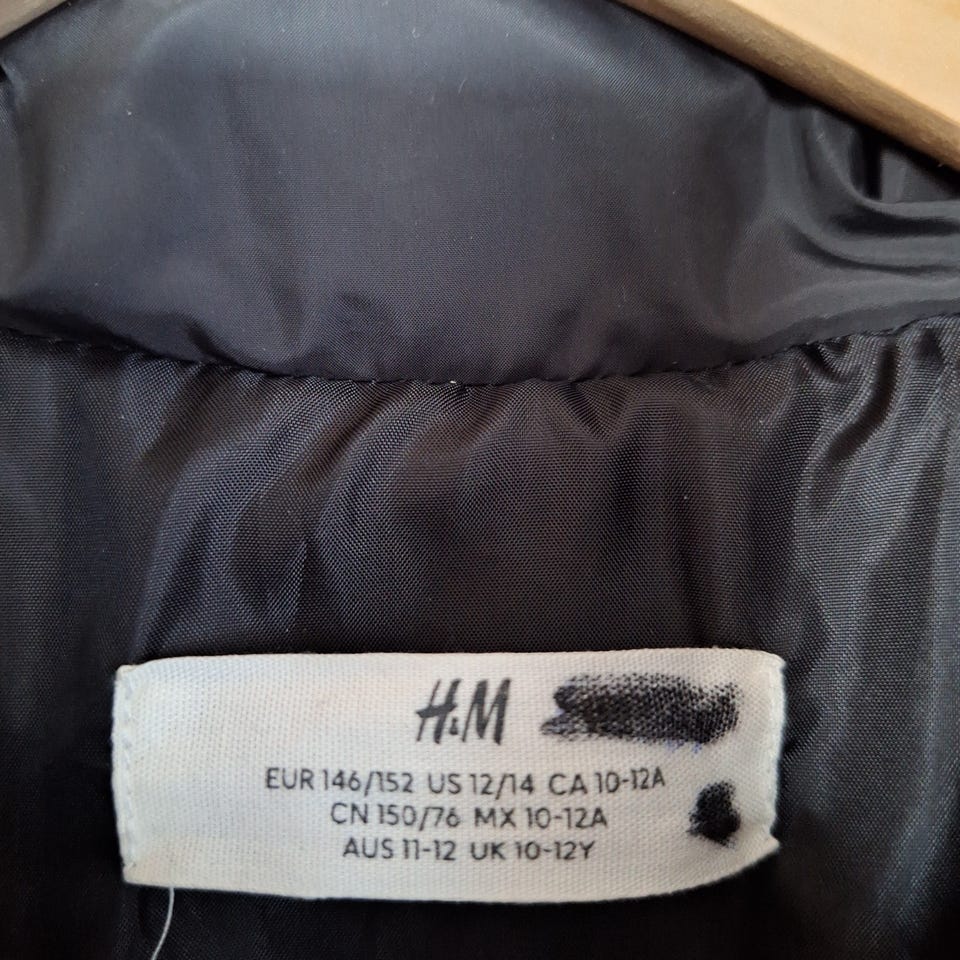 H&M
EUR 146/152 US 12/14 CA 10-12A
CN 150/76 MX 10-12A
AUS 11-12 UK 10-12Y